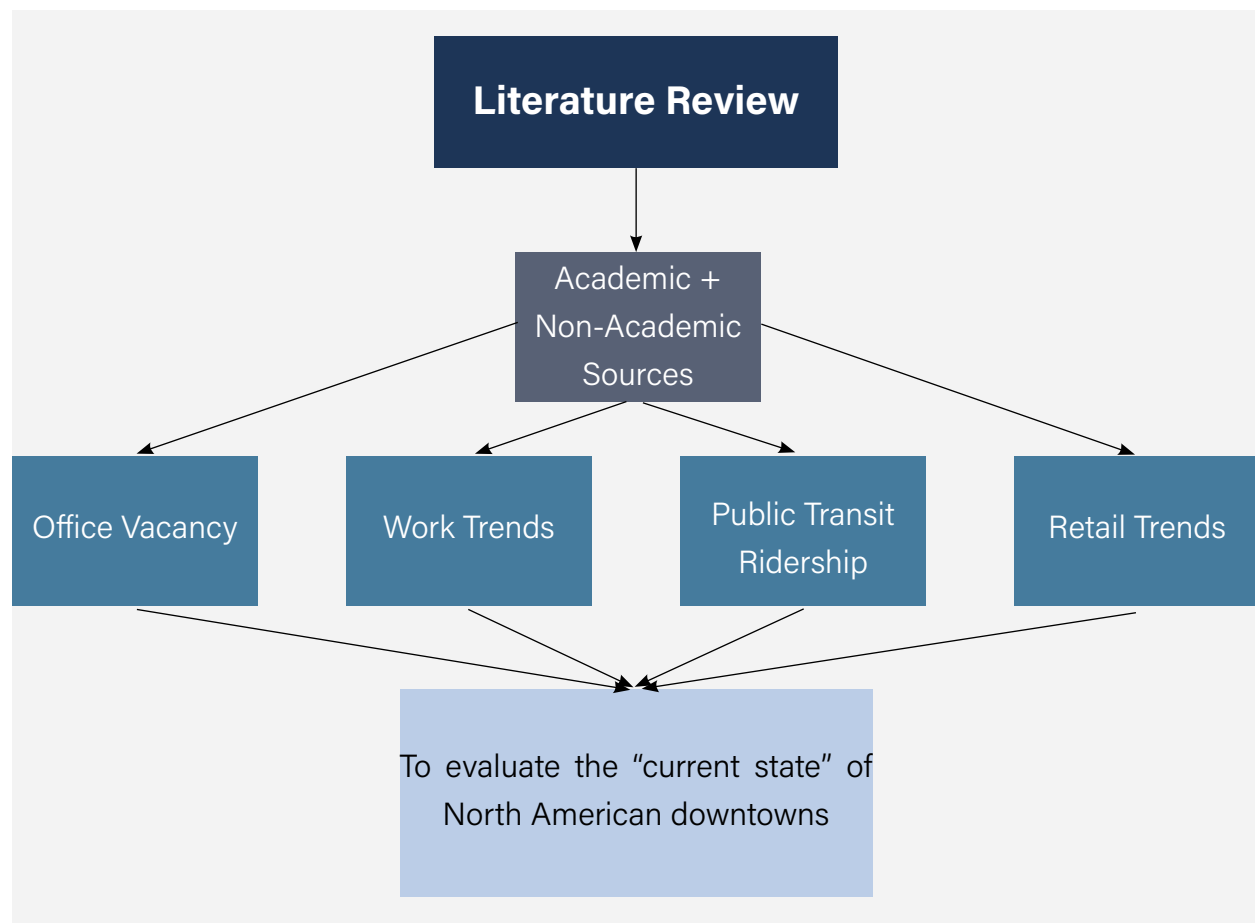 Literature Review
Academic +
Non-Academic
Sources
Office Vacancy
Work Trends
Public Transit
Ridership
Retail Trends
To evaluate the “current state” of
North American downtowns